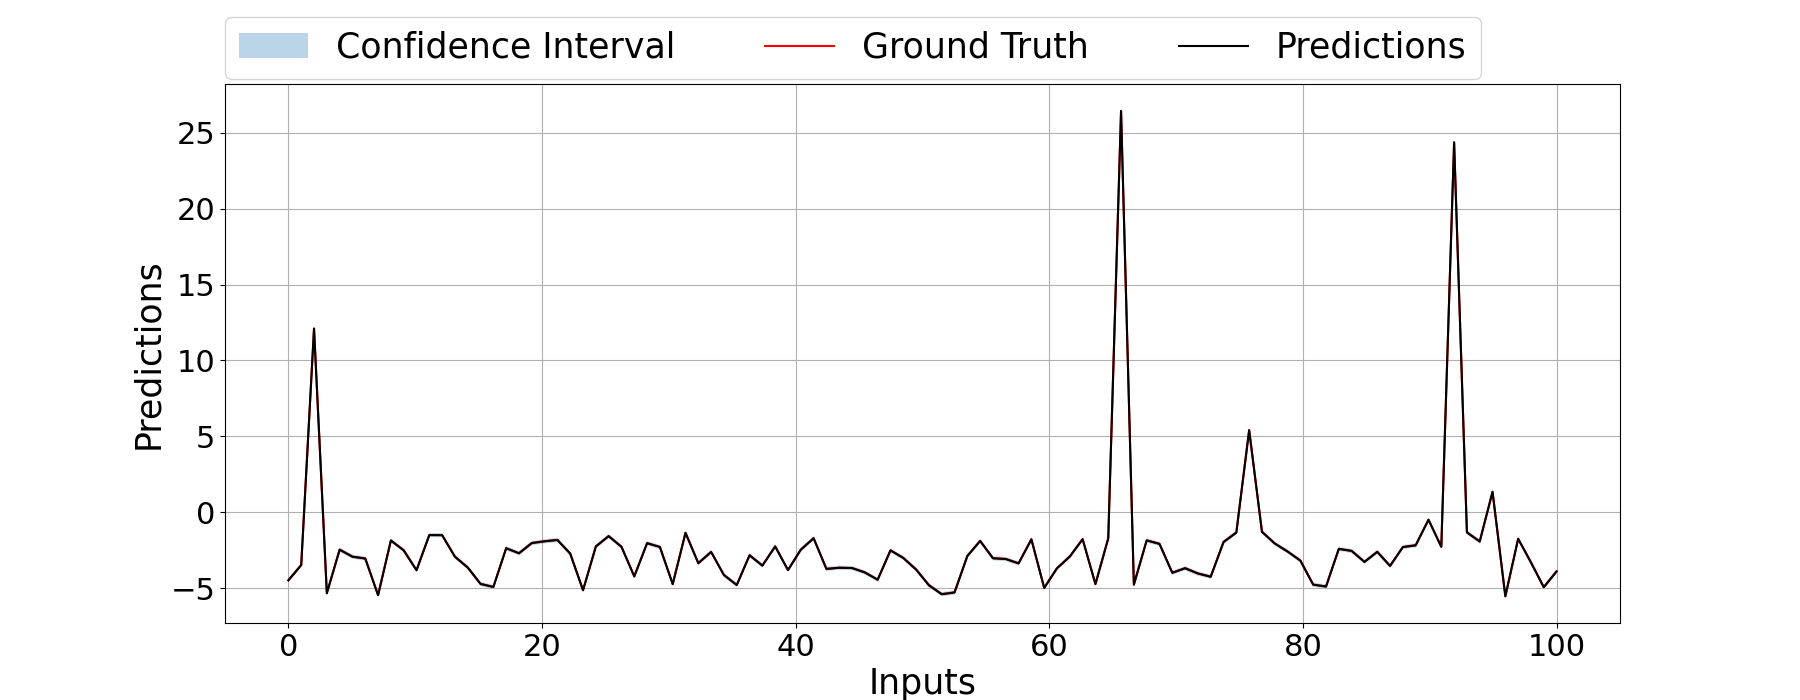 Confidence Interval Ground Truth Predictions
25
20
15
10
5
0
−5
Predictions
0 20 40 60 80 100
Inputs